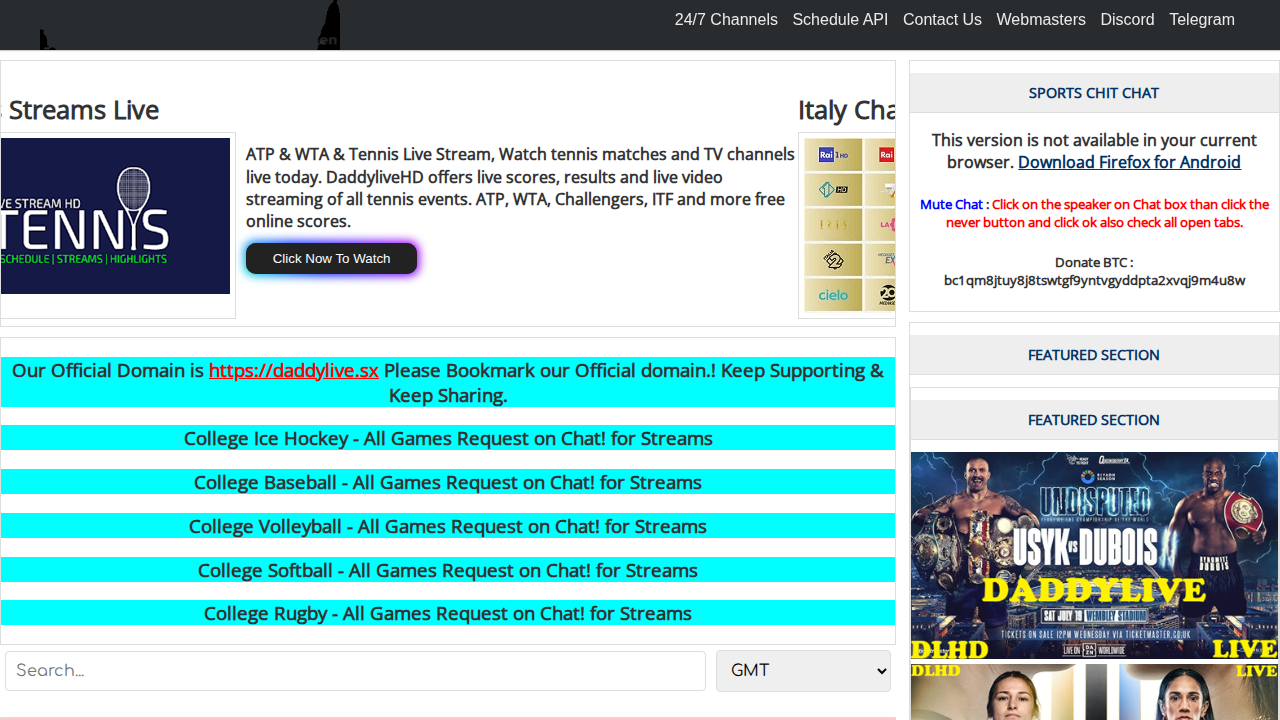 24/7 Channels Schedule API Contact Us Webmasters Discord Telegram
Streams Live
Italy Cha
VE STREAM HD
TENNIS
SCHEDULE | STREAMS | HIGHLIGHTS
ATP & WTA & Tennis Live Stream, Watch tennis matches and TV channels
live today. DaddyliveHD offers live scores, results and live video
streaming of all tennis events. ATP, WTA, Challengers, ITF and more free
online scores.
Click Now To Watch
Rai 1 HD
Rai
HD
IRIS
LA
cielo
20
Our Official Domain is https://daddylive.sx Please Bookmark our Official domain.! Keep Supporting &
Keep Sharing.
College Ice Hockey - All Games Request on Chat! for Streams
College Baseball - All Games Request on Chat! for Streams
College Volleyball - All Games Request on Chat! for Streams
College Softball - All Games Request on Chat! for Streams
College Rugby - All Games Request on Chat! for Streams
Search...
GMT
SPORTS CHIT CHAT
This version is not available in your current
browser. Download Firefox for Android
Mute Chat : Click on the speaker on Chat box than click the
never button and click ok also check all open tabs.
Donate BTC :
bc1qm8jtuy8j8tswtgf9yntvgyddpta2xvqj9m4u8w
FEATURED SECTION
FEATURED SECTION
RIYADH
SEASON
UNDISPUTED
USYK VS DUBOIS
DADDYLIVE
SAT JULY 19 WEMBLEY STADIUM
TICKETS ON SALE 12PM WEDNESDAY VIA TICKETMASTER.CO.UK
LIVE ON DAZN WORLDWIDE
DLHD
LIVE
DLHD
LIVE